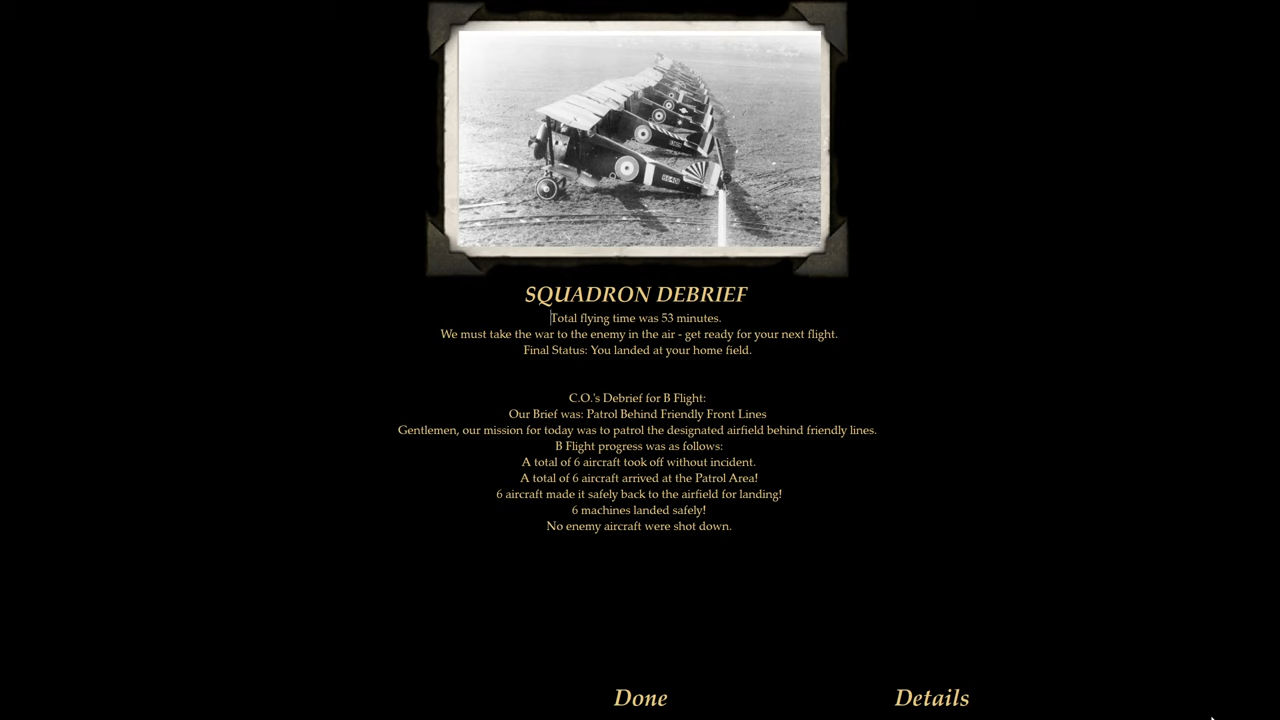 SQUADRON DEBRIEF
Total flying time was 53 minutes.
We must take the war to the enemy in the air - get ready for your next flight.
Final Status: You landed at your home field.
C.O.'s Debrief for B Flight:
Our Brief was: Patrol Behind Friendly Front Lines
Gentlemen, our mission for today was to patrol the designated airfield behind friendly lines.
B Flight progress was as follows:
A total of 6 aircraft took off without incident.
A total of 6 aircraft arrived at the Patrol Area!
6 aircraft made it safely back to the airfield for landing!
6 machines landed safely!
No enemy aircraft were shot down.
Done
Details